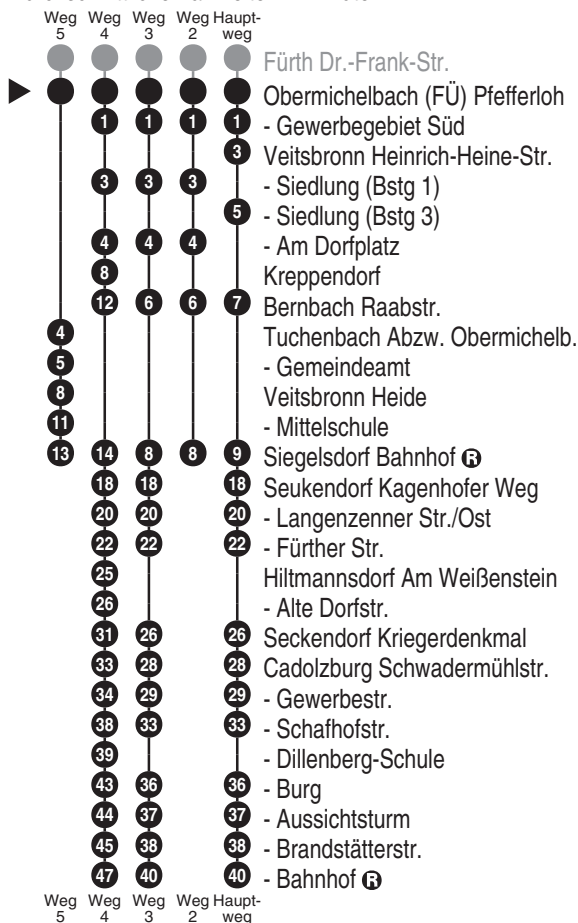 Weg Weg Weg Weg Haupt-
5 4 3 2 weg
Fürth Dr.-Frank-Str.
Obermichelbach (FÜ) Pfefferloh
1 1 1 1 - Gewerbegebiet Süd
3 Veitsbronn Heinrich-Heine-Str.
3 3 3 - Siedlung (Bstg 1)
5 - Siedlung (Bstg 3)
4 4 4 - Am Dorfplatz
8 Kreppendorf
12 6 6 7 Bernbach Raabstr.
4 Tuchenbach Abzw. Obermichelb.
5 - Gemeindeamt
8 Veitsbronn Heide
11 - Mittelschule
13 14 8 8 9 Siegelsdorf Bahnhof R
18 18 18 Seukendorf Kagenhofer Weg
20 20 20 - Langenzenner Str./Ost
22 22 22 - Fürther Str.
25 Hiltmannsdorf Am Weißenstein
26 - Alte Dorfstr.
31 26 26 Seckendorf Kriegerdenkmal
33 28 28 Cadolzburg Schwadermühlstr.
34 29 29 - Gewerbestr.
38 33 33 - Schafhofstr.
39 - Dillenberg-Schule
43 36 36 - Burg
44 37 37 - Aussichtsturm
45 38 38 - Brandstätterstr.
47 40 40 - Bahnhof R
Weg Weg Weg Weg Haupt-
5 4 3 2 weg